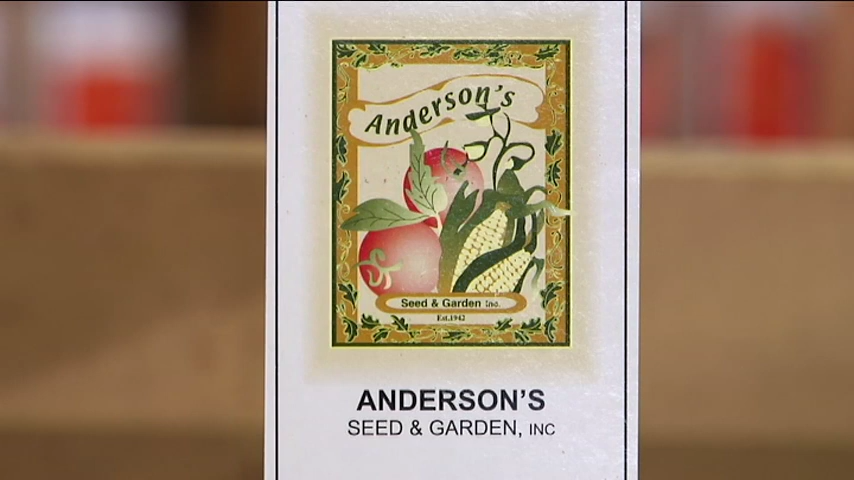 Anderson's
Seed & Garden Inc.
Est.1942
ANDERSON'S
SEED & GARDEN, INC